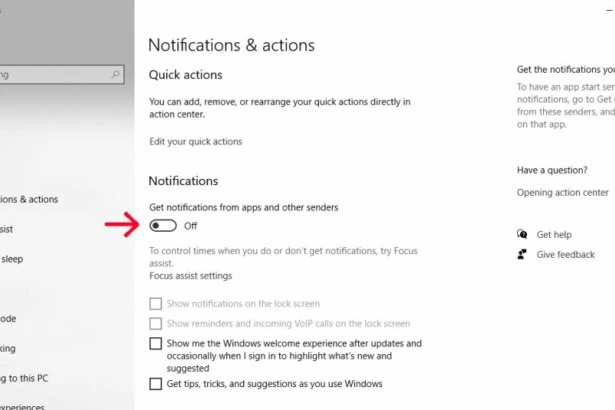 Notifications & actions
Quick actions
You can add, remove, or rearrange your quick actions directly in
action center.
Edit your quick actions
Notifications
Get notifications from apps and other senders
Off
To control times when you do or don't get notifications, try Focus
assist.
Focus assist settings
Show notifications on the lock screen
Show reminders and incoming VoIP calls on the lock screen
Show me the Windows welcome experience after updates and
occasionally when I sign in to highlight what's new and
suggested
Get tips, tricks, and suggestions as you use Windows
ng
ions & actions
sist
sleep
ode
king
ng to this PC
experiences
Get the notifications you
To have an app start ser
notifications, go to Get
from these senders, and
on that app.
Have a question?
Opening action center
Get help
Give feedback